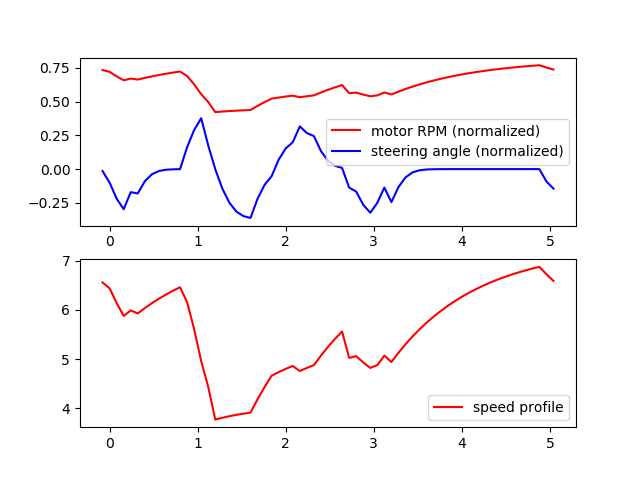 0.75
0.50
0.25
0.00
−0.25
motor RPM (normalized)
steering angle (normalized)
0 1 2 3 4 5
7
6
5
4
speed profile
0 1 2 3 4 5